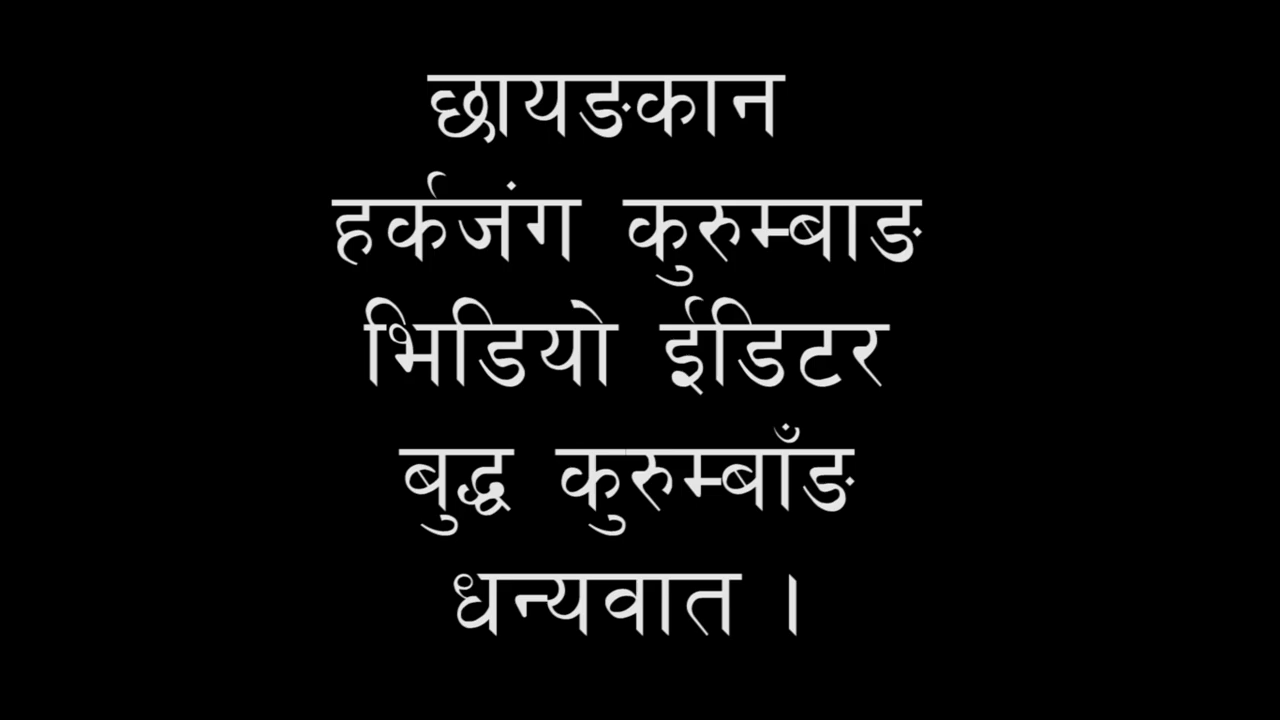 छायङकान
हर्कजंग कुरुम्बाङ
भिडियो ईडिटर
बुद्ध कुरुम्बाँङ
धन्यवात ।